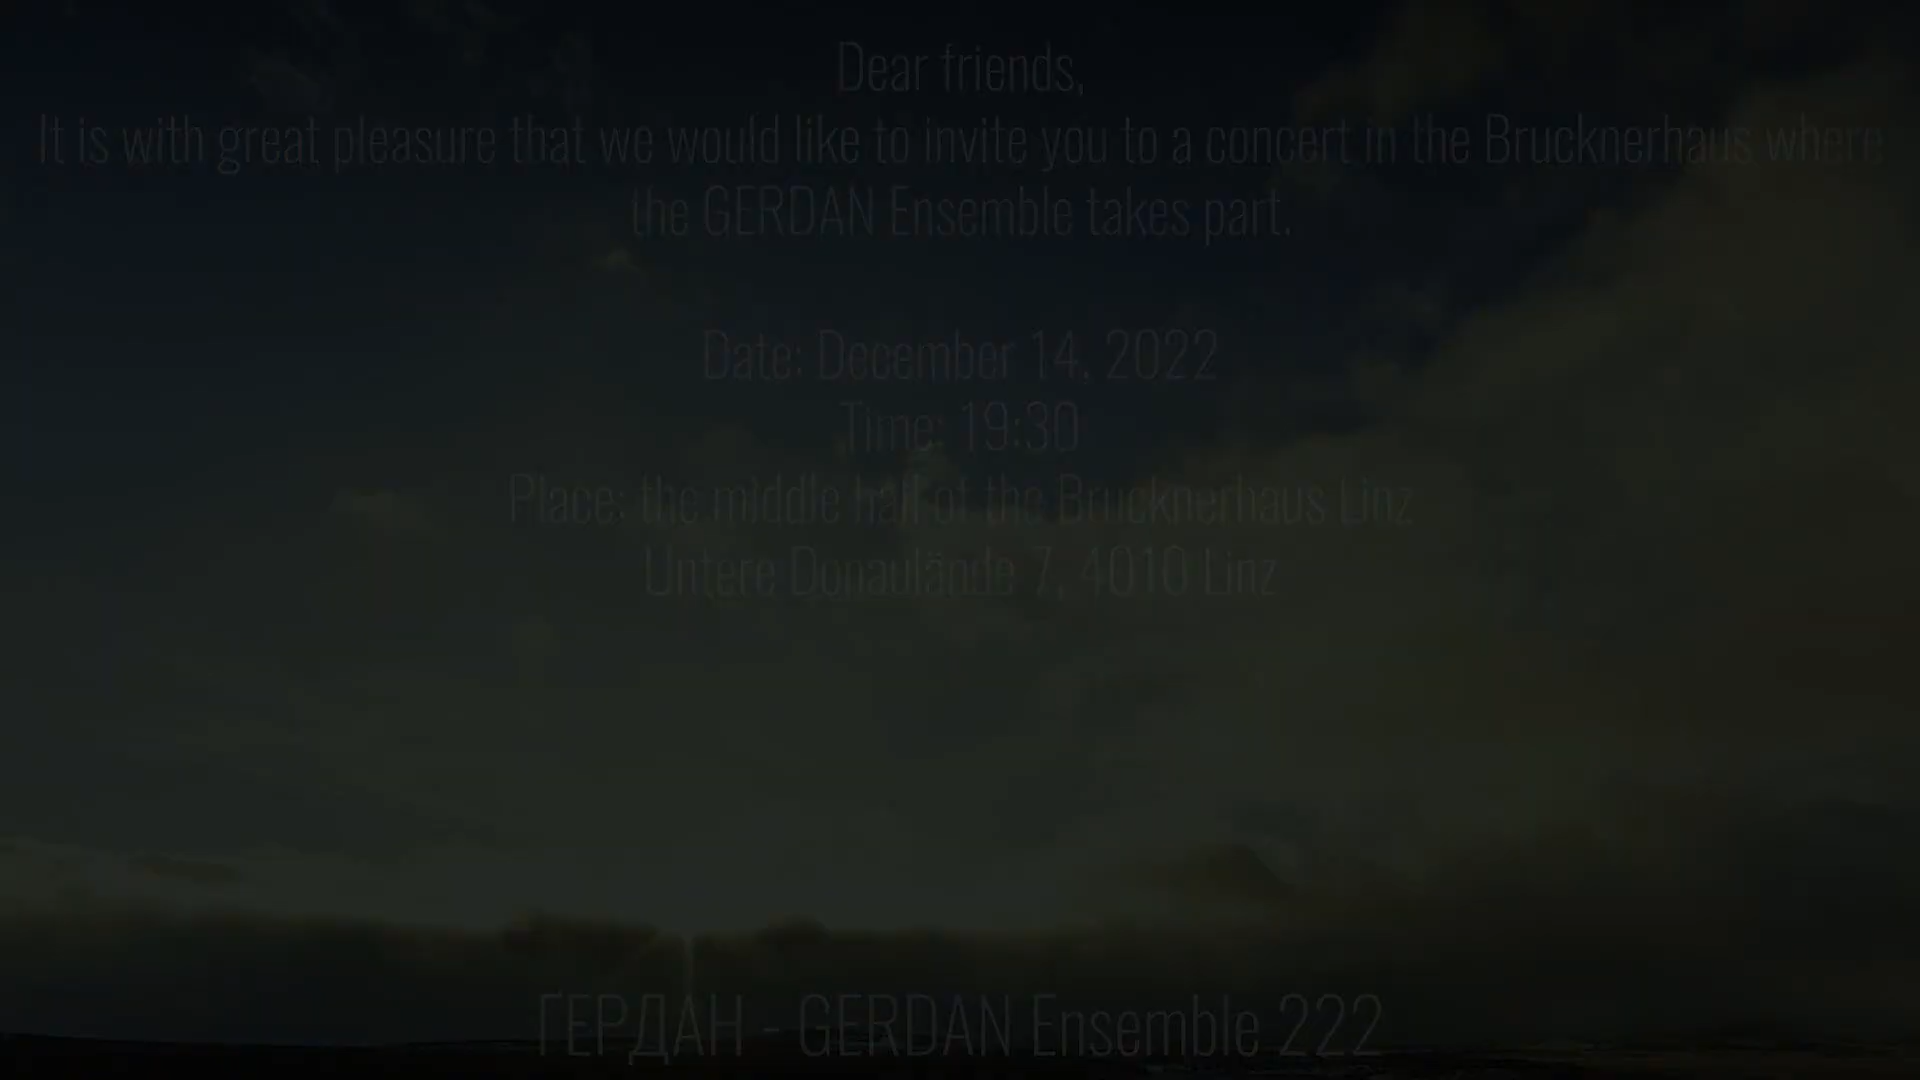 Dear friends,
It is with great pleasure that we would like to invite you to a concert in the Brucknerhaus where
the GERDAN Ensemble takes part.
Date: December 14, 2022
Time: 19:30
Place: the middle hall of the Brucknerhaus Linz
Untere Donaulände 7, 4010 Linz
ҐЕРДАН - GERDAN Ensemble 222